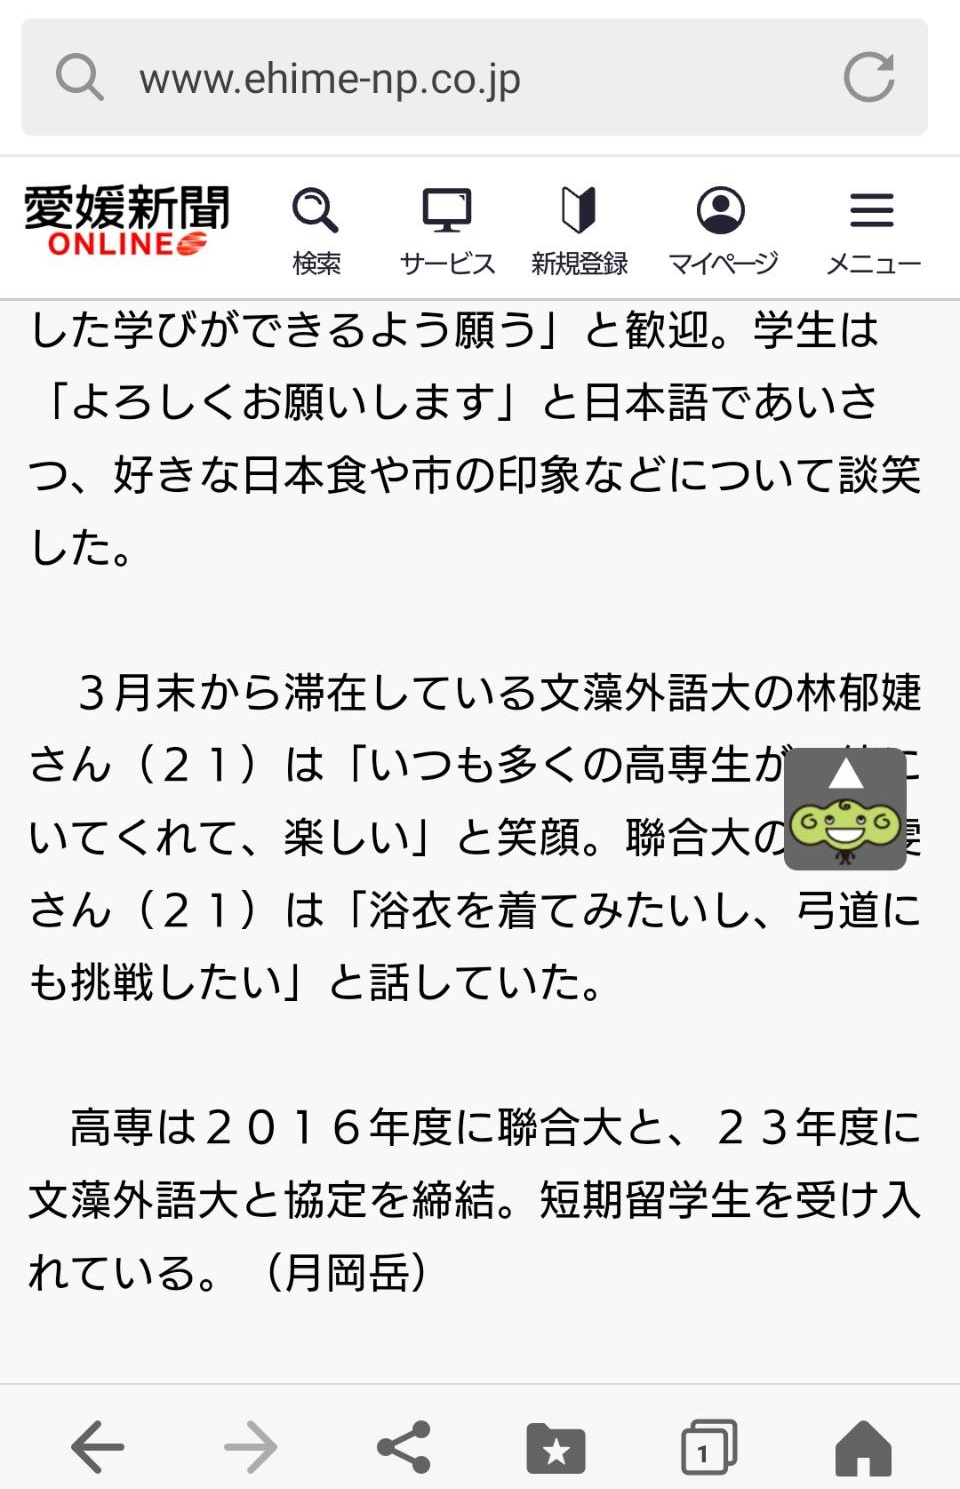 www.ehime-np.co.jp
愛媛新聞
ONLINE
検索 サービス 新規登録 マイページ メニュー
した学びができるよう願う」と歓迎。学生は
「よろしくお願いします」と日本語であいさ
つ、好きな日本食や市の印象などについて談笑
した。
３月末から滞在している文藻外語大の林郁婕
さん（２１）は「いつも多くの高専生が に
いてくれて、楽しい」と笑顔。聯合大の
さん（２１）は「浴衣を着てみたいし、弓道に
も挑戦したい」と話していた。
高専は２０１６年度に聯合大と、２３年度に
文藻外語大と協定を締結。短期留学生を受け入
れている。（月岡岳）
1